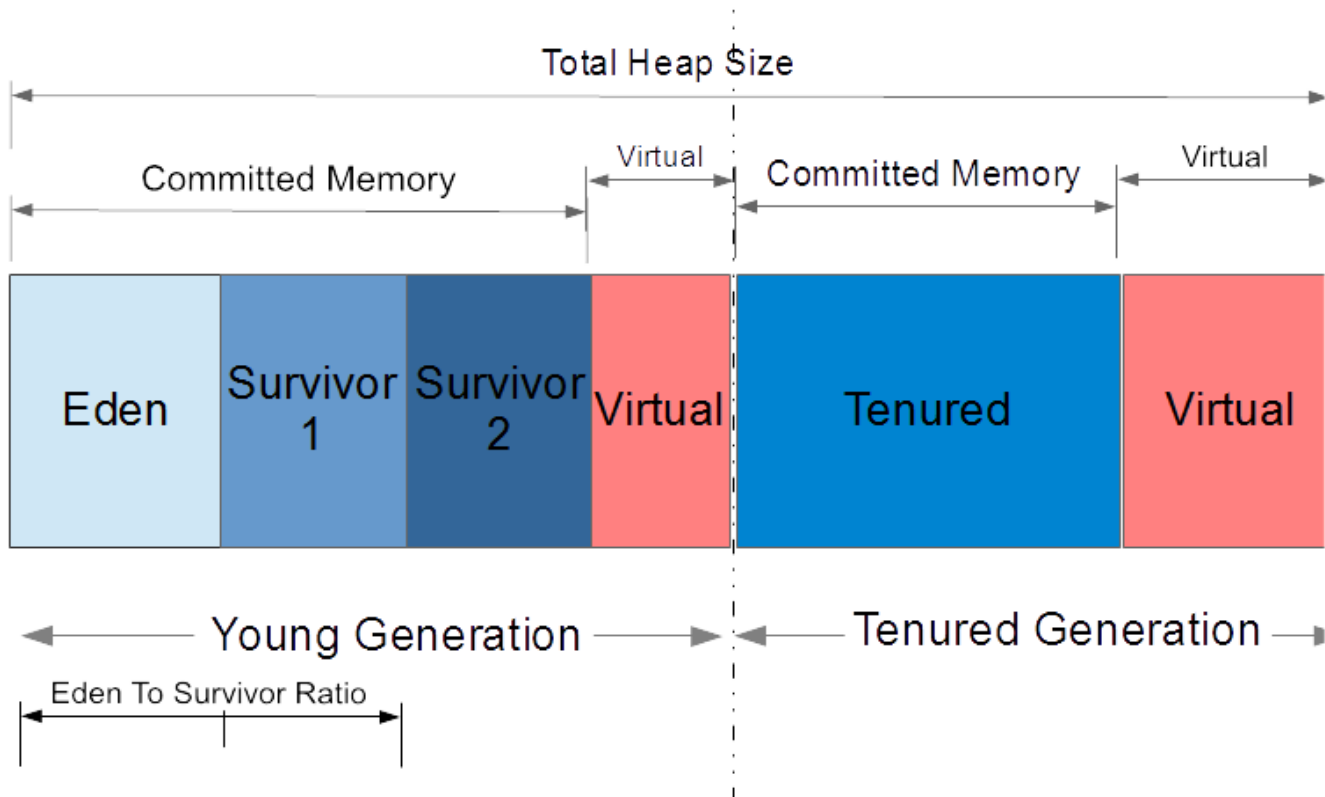 Total Heap Size
Committed Memory
Virtual
Committed Memory
Virtual
Eden
Survivor
1
Survivor
2
Virtual
Tenured
Virtual
Young Generation
Tenured Generation
Eden To Survivor Ratio